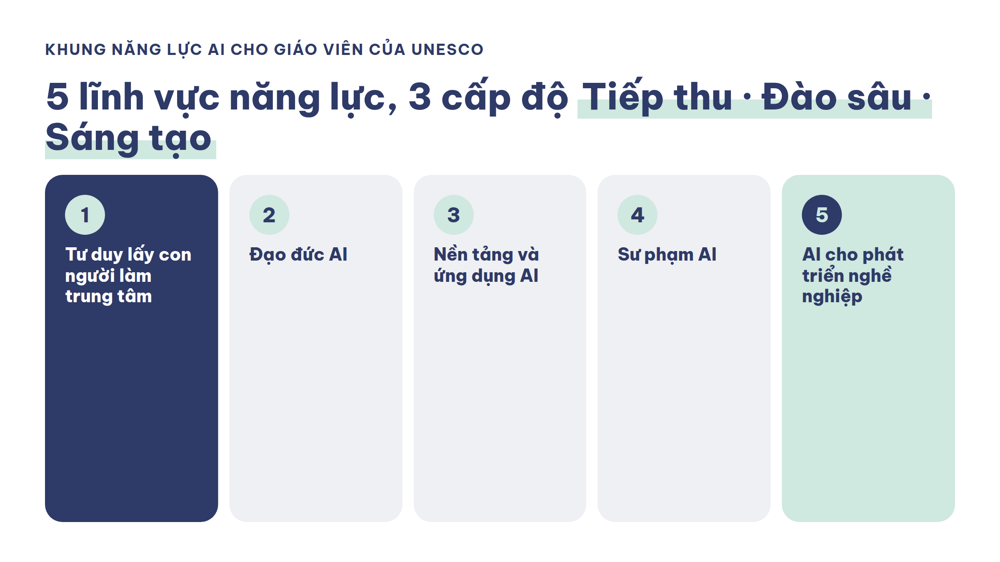 KHUNG NĂNG LỰC AI CHO GIÁO VIÊN CỦA UNESCO
5 lĩnh vực năng lực, 3 cấp độ Tiếp thu · Đào sâu ·
Sáng tạo
1
Tư duy lấy con
người làm
trung tâm
2
Đạo đức AI
3
Nền tảng và
ứng dụng AI
4
Sư phạm AI
5
AI cho phát
triển nghề
nghiệp